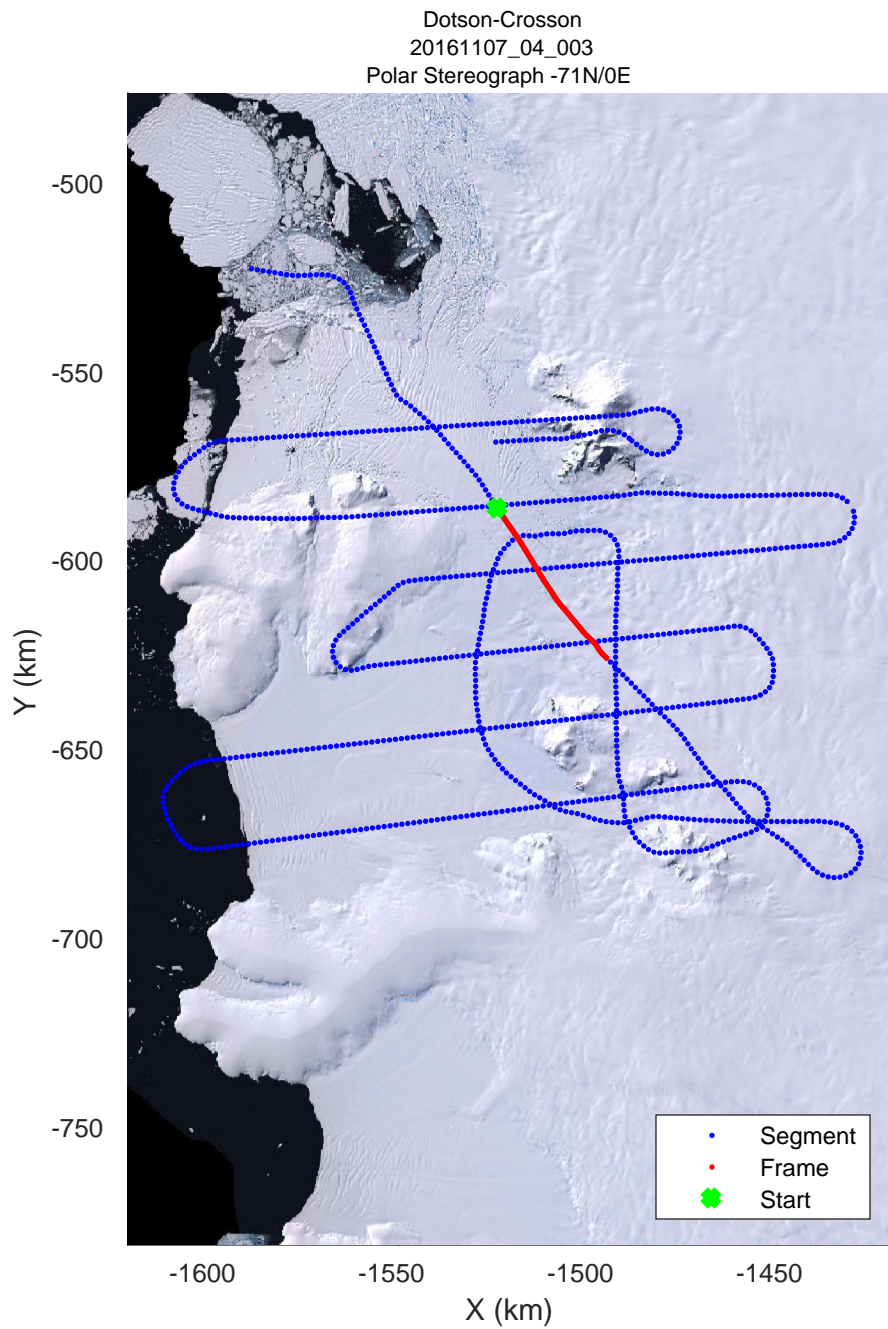 Dotson-Crosson
20161107_04_003
Polar Stereograph -71N/0E
-500
-550
-600
-650
-700
-750
Y (km)
Segment
Frame
Start
-1600
-1550
-1500
-1450
X (km)